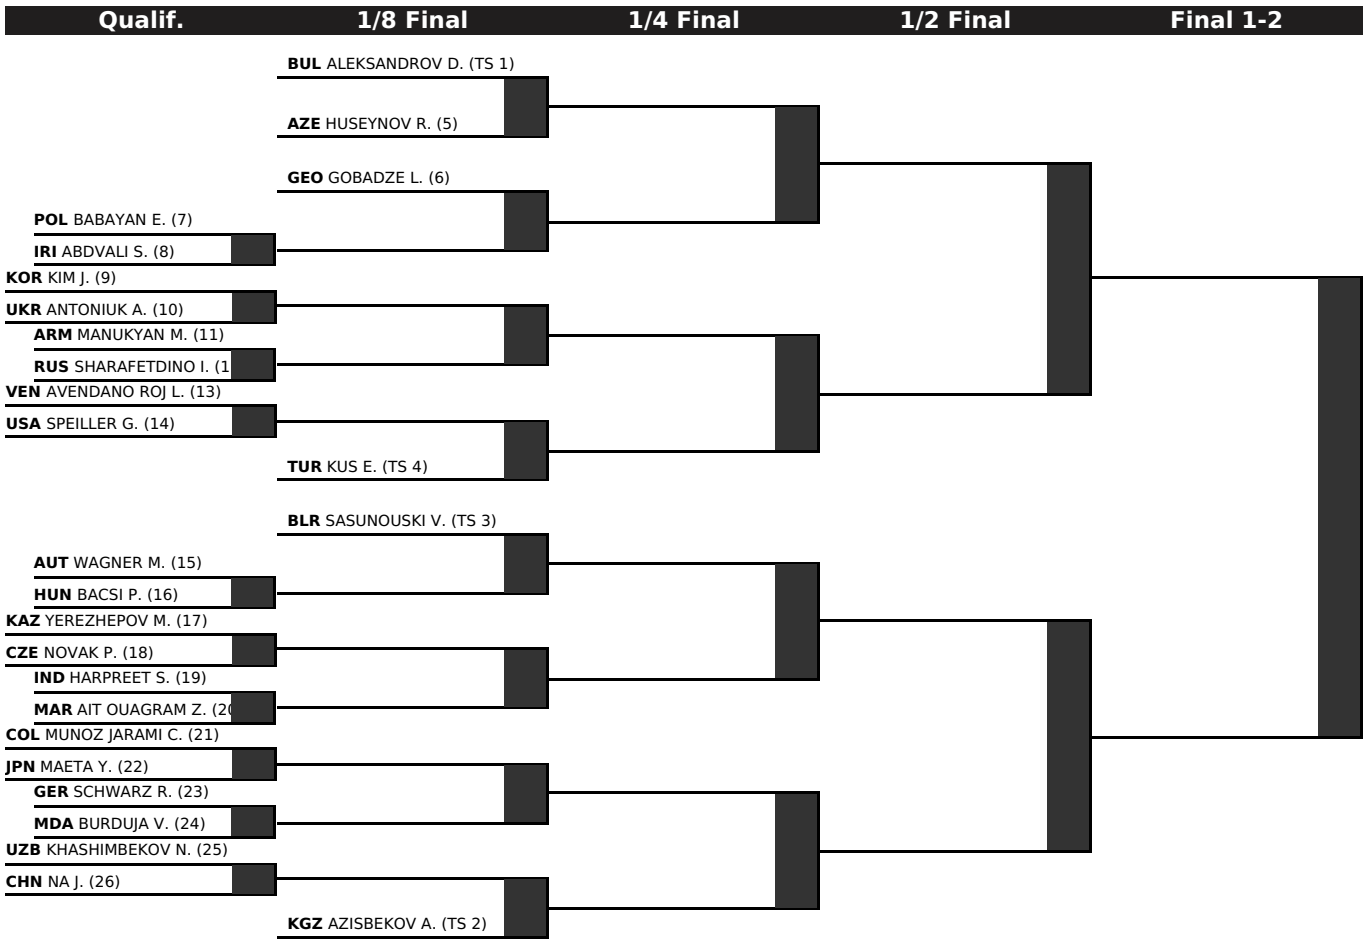 Qualif. 1/8 Final 1/4 Final 1/2 Final Final 1-2
BUL ALEKSANDROV D. (TS 1)
AZE HUSEYNOV R. (5)
GEO GOBADZE L. (6)
POL BABAYAN E. (7)
IRI ABDVALI S. (8)
KOR KIM J. (9)
UKR ANTONIUK A. (10)
ARM MANUKYAN M. (11)
RUS SHARAFETDINO I. (1
VEN AVENDANO ROJ L. (13)
USA SPEILLER G. (14)
TUR KUS E. (TS 4)
BLR SASUNOUSKI V. (TS 3)
AUT WAGNER M. (15)
HUN BACSI P. (16)
KAZ YEREZHEPOV M. (17)
CZE NOVAK P. (18)
IND HARPREET S. (19)
MAR AIT OUAGRAM Z. (20
COL MUNOZ JARAMI C. (21)
JPN MAETA Y. (22)
GER SCHWARZ R. (23)
MDA BURDUJA V. (24)
UZB KHASHIMBEKOV N. (25)
CHN NA J. (26)
KGZ AZISBEKOV A. (TS 2)